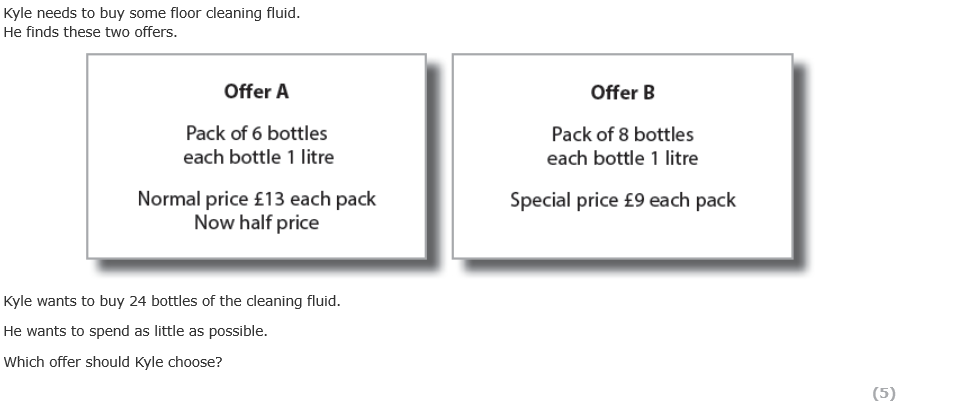 Kyle needs to buy some floor cleaning fluid.
He finds these two offers.
Offer A
Pack of 6 bottles
each bottle 1 litre
Normal price £13 each pack
Now half price
Offer B
Pack of 8 bottles
each bottle 1 litre
Special price £9 each pack
Kyle wants to buy 24 bottles of the cleaning fluid.
He wants to spend as little as possible.
Which offer should Kyle choose?
(5)